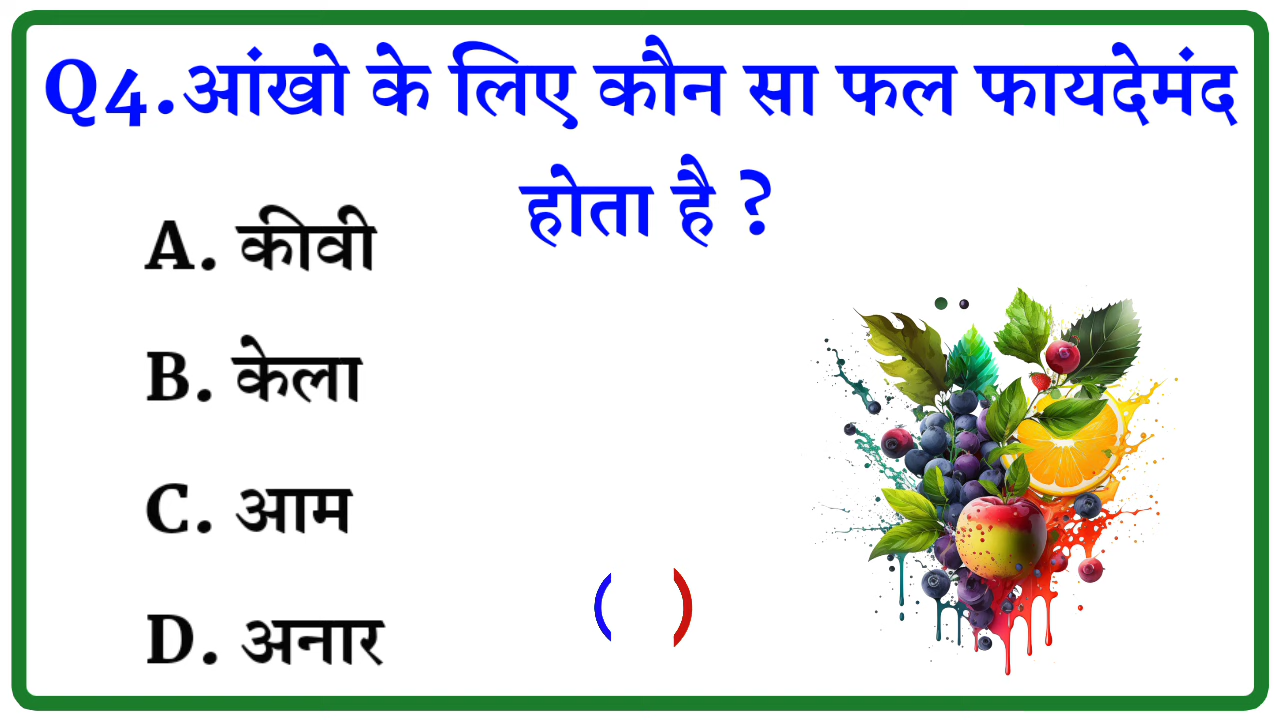 Q4.आंखो के लिए कौन सा फल फायदेमंद
होता है ?
A. कीवी
B. केला
C. आम
D. अनार
( )